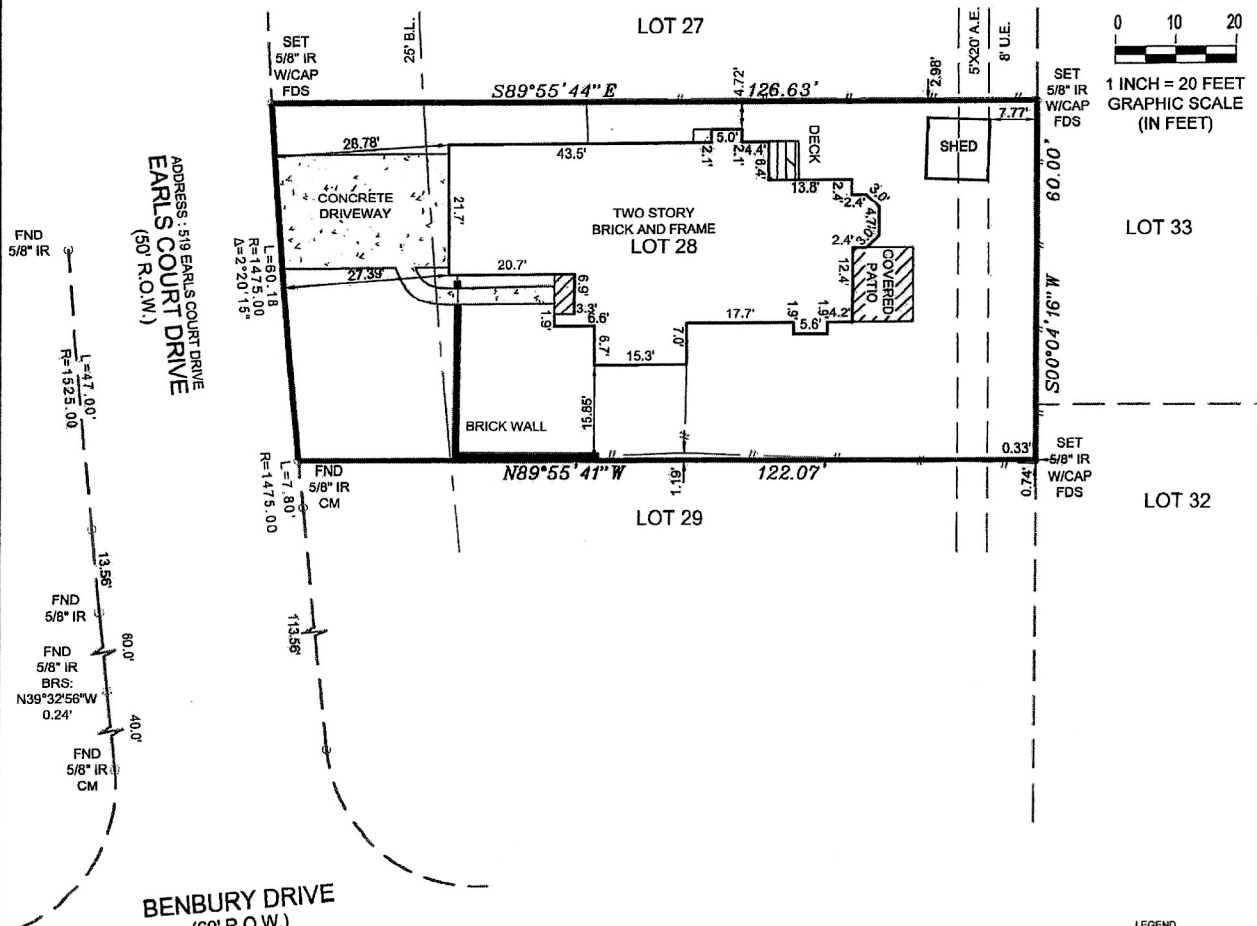 LOT 27
0 10 20
1 INCH = 20 FEET
GRAPHIC SCALE
(IN FEET)
SET
5/8" IR
W/CAP
FDS
25' B.L.
S89°55'44"E 126.63'
4.72'
2.98'
5'X20' A.E.
8' U.E.
SET
5/8" IR
W/CAP
FDS
7.77'
SHED
DECK
28.78'
43.5'
2.1'
5.0'
2.1'
4.4'
6.4'
13.8'
2.4'
2.4'
3.0'
4.7'
3.0'
2.4'
12.4'
COVERED
PATIO
CONCRETE
DRIVEWAY
21.7'
TWO STORY
BRICK AND FRAME
LOT 28
60.00'
S00°04'16"W
LOT 33
ADDRESS : 519 EARLS COURT DRIVE
EARLS COURT DRIVE
(50' R.O.W.)
L=60.18
R=1475.00
Δ=2°20'15"
FND
5/8" IR
27.39'
20.7'
6.9'
3.3'
1.9'
6.6'
6.7'
15.3'
7.0'
17.7'
1.9'
5.6'
1.9'
4.2'
L=47.00'
R=1525.00
BRICK WALL
15.85'
0.33'
SET
5/8" IR
W/CAP
FDS
0.74'
N89°55'41"W 122.07'
1.19'
L=7.80'
R=1475.00
FND
5/8" IR
CM
LOT 29
LOT 32
13.56'
FND
5/8" IR
60.0'
113.56'
FND
5/8" IR
BRS:
N39°32'56"W
0.24'
40.0'
FND
5/8" IR
CM
BENBURY DRIVE
(60' R.O.W.)
LEGEND